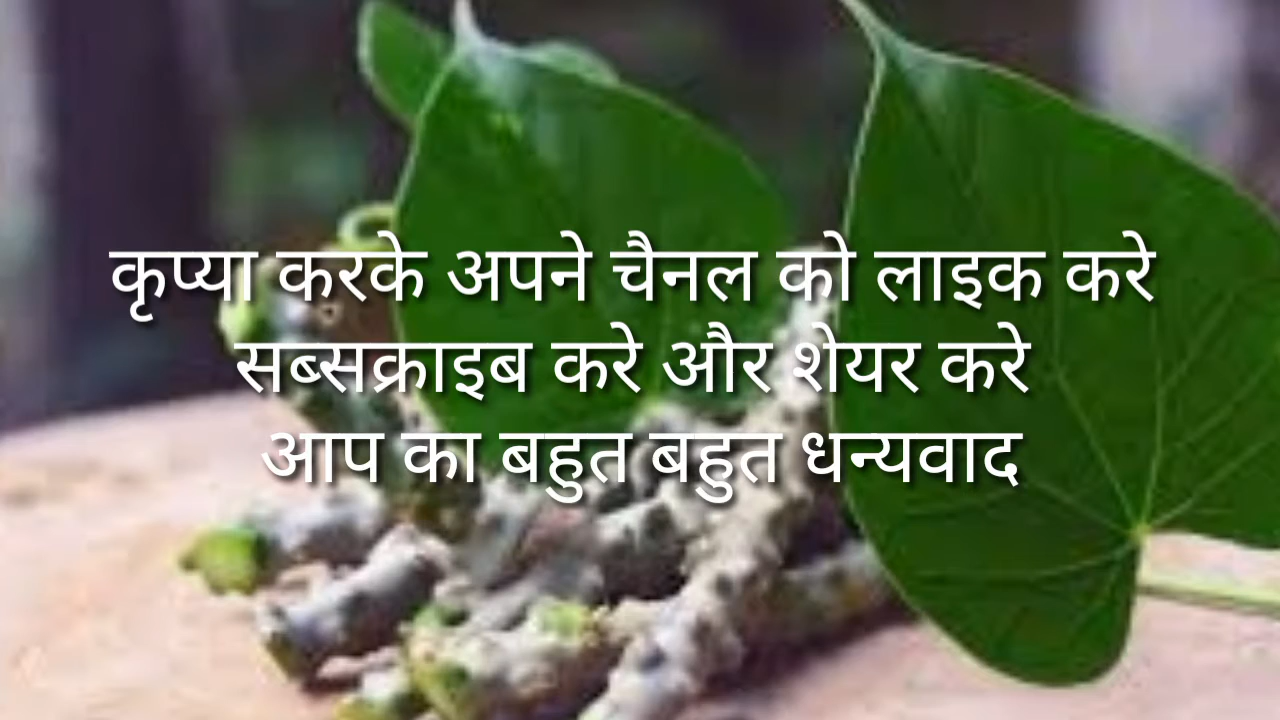 कृप्या करके अपने चैनल को लाइक करे
सब्सक्राइब करे और शेयर करे
आप का बहुत बहुत धन्यवाद